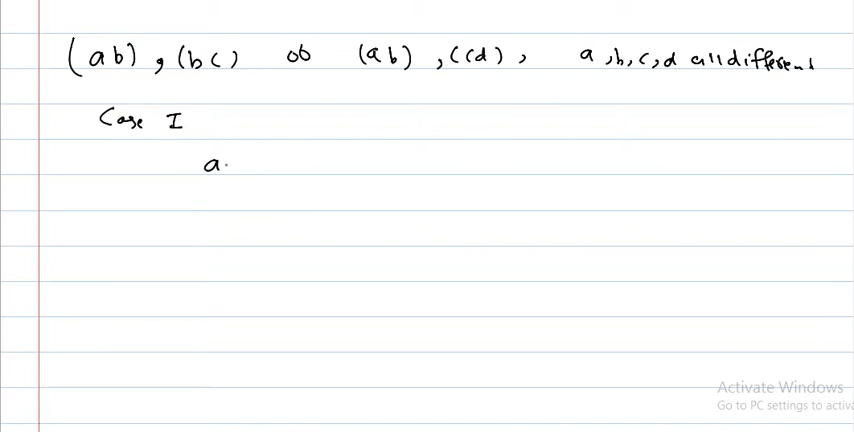 (ab), (bc) or (ab), (cd), a,b,c,d all different
Case I
a.
Activate Windows
Go to PC settings to activa